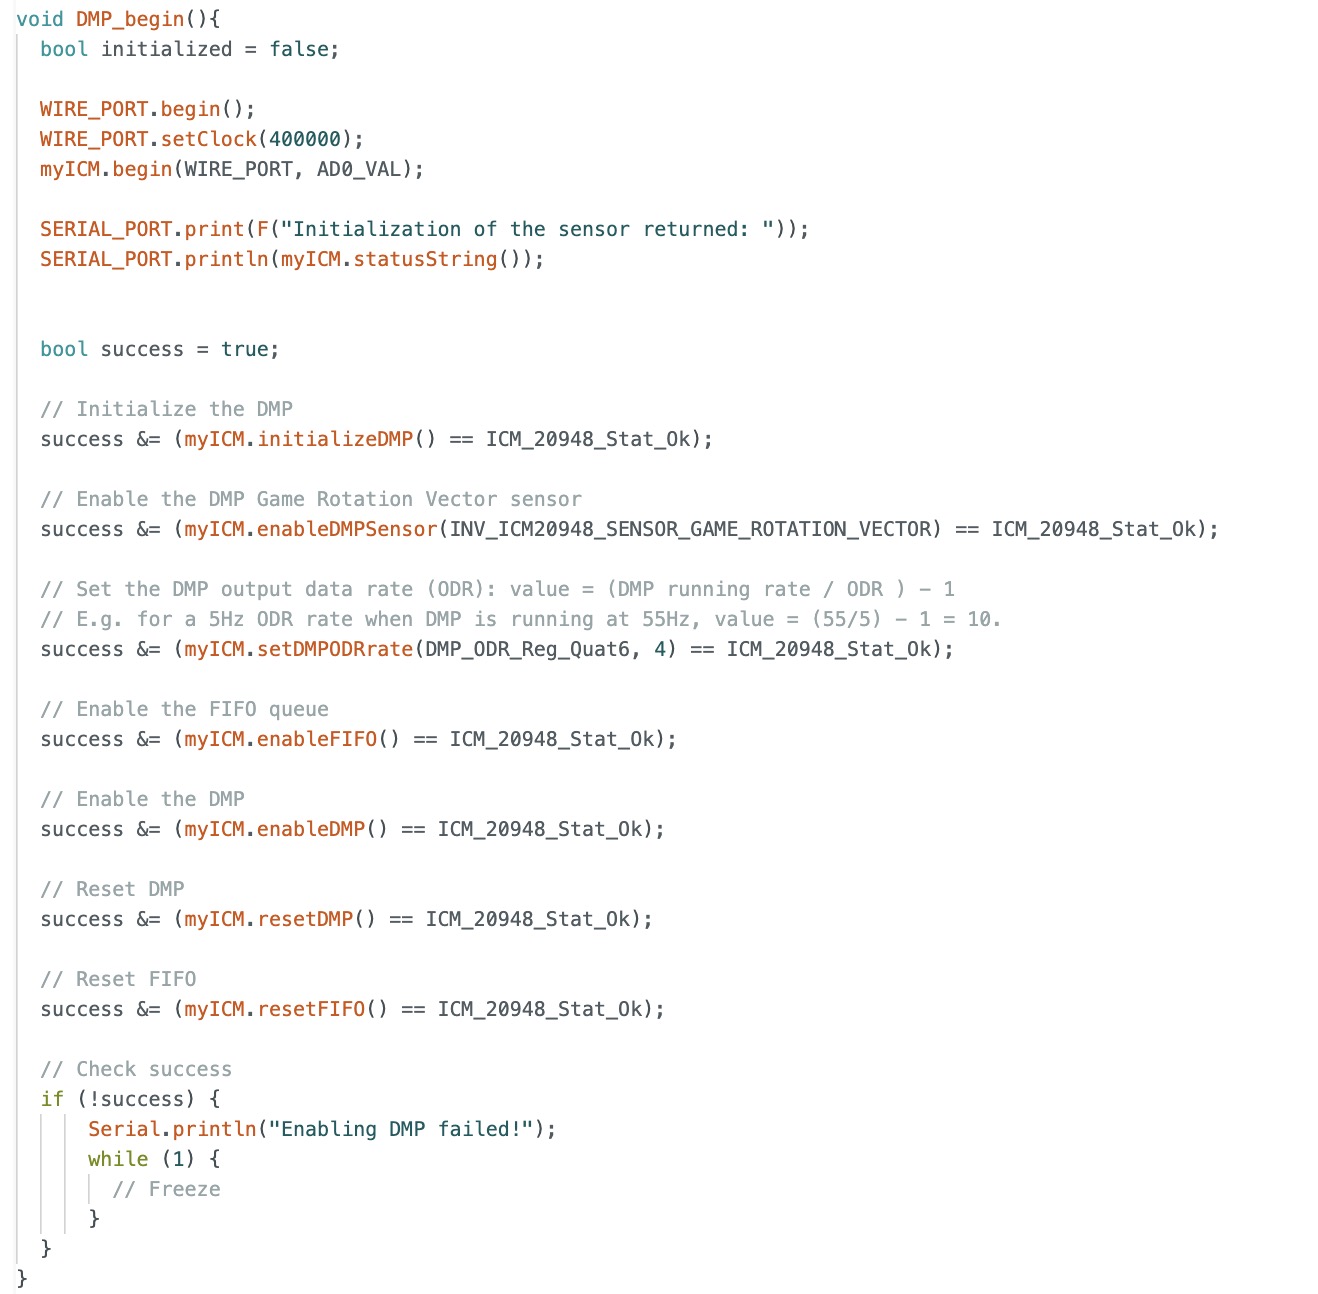 void DMP_begin(){
  bool initialized = false;

  WIRE_PORT.begin();
  WIRE_PORT.setClock(400000);
  myICM.begin(WIRE_PORT, AD0_VAL);

  SERIAL_PORT.print(F("Initialization of the sensor returned: "));
  SERIAL_PORT.println(myICM.statusString());


  bool success = true;

  // Initialize the DMP
  success &= (myICM.initializeDMP() == ICM_20948_Stat_Ok);

  // Enable the DMP Game Rotation Vector sensor
  success &= (myICM.enableDMPSensor(INV_ICM20948_SENSOR_GAME_ROTATION_VECTOR) == ICM_20948_Stat_Ok);

  // Set the DMP output data rate (ODR): value = (DMP running rate / ODR ) - 1
  // E.g. for a 5Hz ODR rate when DMP is running at 55Hz, value = (55/5) - 1 = 10.
  success &= (myICM.setDMPODRrate(DMP_ODR_Reg_Quat6, 4) == ICM_20948_Stat_Ok);

  // Enable the FIFO queue
  success &= (myICM.enableFIFO() == ICM_20948_Stat_Ok);

  // Enable the DMP
  success &= (myICM.enableDMP() == ICM_20948_Stat_Ok);

  // Reset DMP
  success &= (myICM.resetDMP() == ICM_20948_Stat_Ok);

  // Reset FIFO
  success &= (myICM.resetFIFO() == ICM_20948_Stat_Ok);

  // Check success
  if (!success) {
      Serial.println("Enabling DMP failed!");
      while (1) {
        // Freeze
      }
  }
}